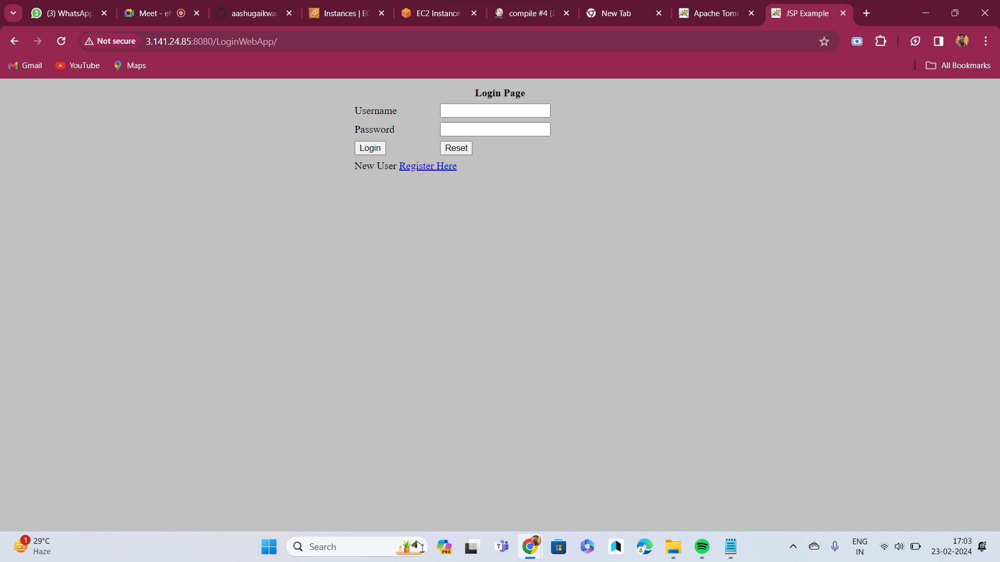 (3) WhatsApp
Meet - ef
aashugaikwad
Instances | EC
EC2 Instance
compile #4 [J
New Tab
Apache Tomc
JSP Example
Not secure
3.141.24.85:8080/LoginWebApp/
Gmail
YouTube
Maps
All Bookmarks
Login Page
Username
Password
Login
Reset
New User Register Here
1
29°C
Haze
Search
PRE
ENG
IN
17:03
23-02-2024